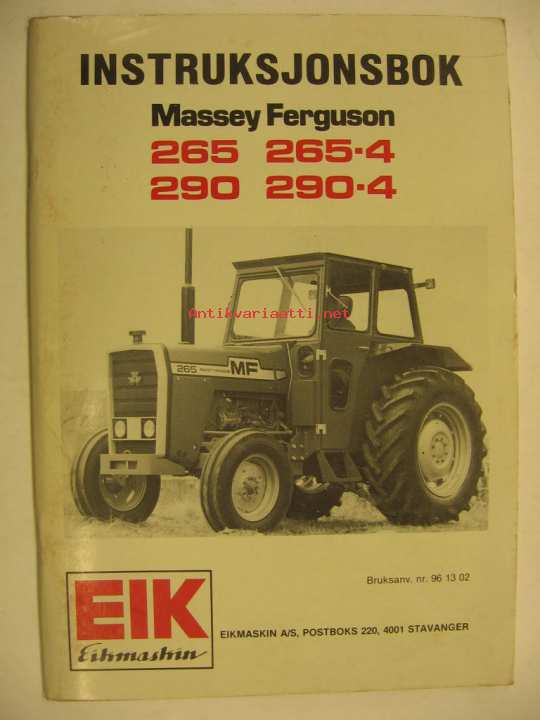 INSTRUKSJONSBOK
Massey Ferguson
265 265-4
290 290-4
Antikvariaatti.net
265 MF
Bruksanv. nr. 96 13 02
EIK
Eikmaskin
EIKMASKIN A/S, POSTBOKS 220, 4001 STAVANGER